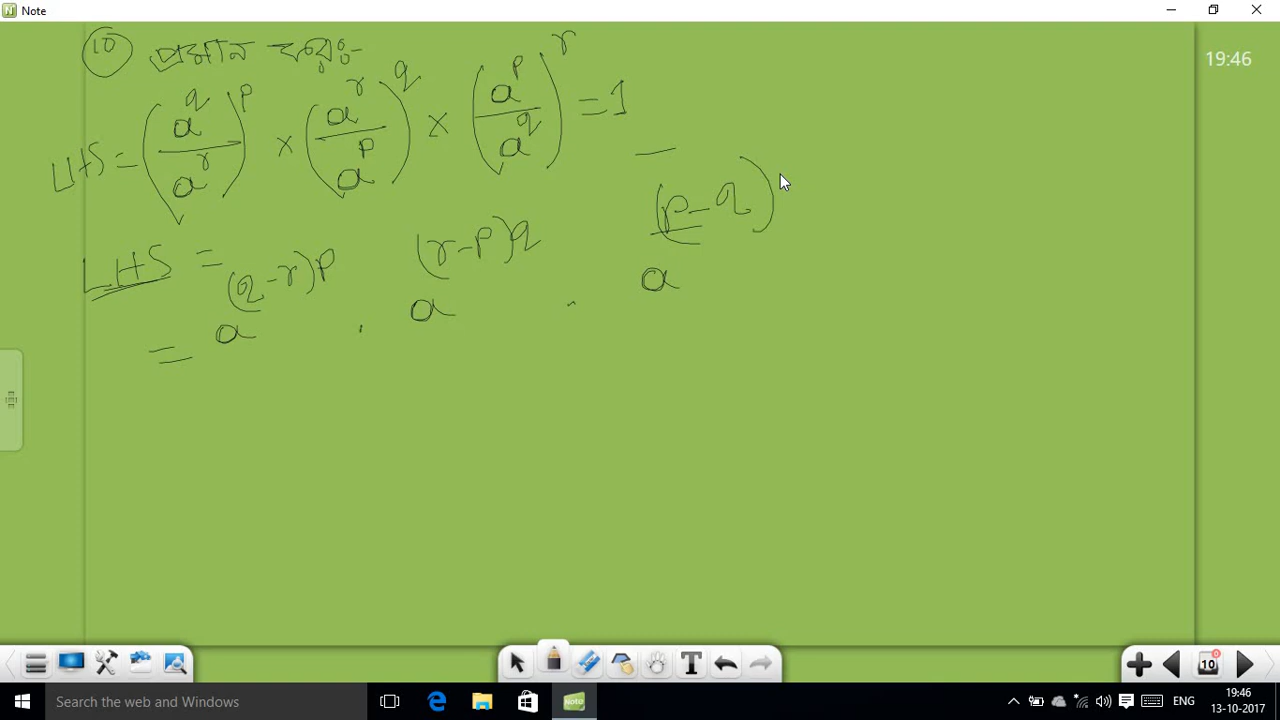 Note
19:46
10 প্রমান করঃ-
LHS = (a^q/a^r)^p × (a^r/a^p)^q × (a^p/a^q)^r = 1
LHS =
= a^(q-r)p . a^(r-p)q . a^(p-q)
10
Search the web and Windows
ENG
19:46
13-10-2017